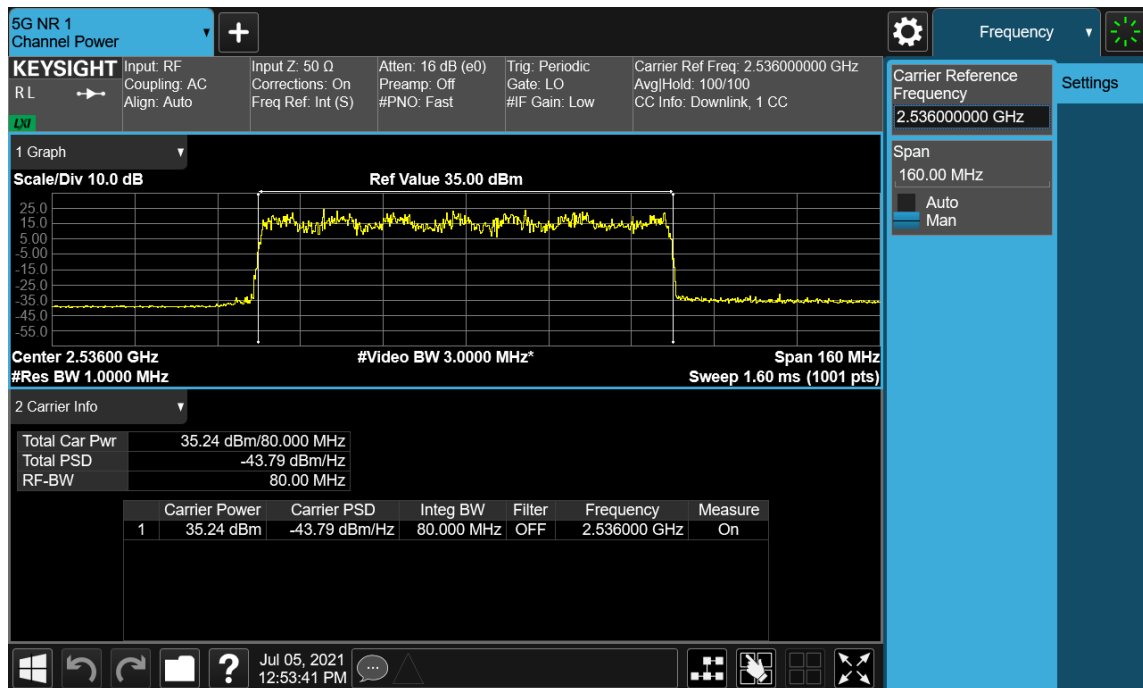 5G NR 1
Channel Power
Frequency
KEYSIGHT
RL
LXI
Input: RF
Coupling: AC
Align: Auto
Input Z: 50 Ω
Corrections: On
Freq Ref: Int (S)
Atten: 16 dB (e0)
Preamp: Off
#PNO: Fast
Trig: Periodic
Gate: LO
#IF Gain: Low
Carrier Ref Freq: 2.536000000 GHz
Avg|Hold: 100/100
CC Info: Downlink, 1 CC
Carrier Reference
Frequency
2.536000000 GHz
Settings
Span
160.00 MHz
Auto
Man
1 Graph
Scale/Div 10.0 dB
Ref Value 35.00 dBm
25.0
15.0
5.00
-5.00
-15.0
-25.0
-35.0
-45.0
-55.0
Center 2.53600 GHz
#Video BW 3.0000 MHz*
Span 160 MHz
#Res BW 1.0000 MHz
Sweep 1.60 ms (1001 pts)
2 Carrier Info
Total Car Pwr 35.24 dBm/80.000 MHz
Total PSD -43.79 dBm/Hz
RF-BW 80.00 MHz
Carrier Power Carrier PSD Integ BW Filter Frequency Measure
1 35.24 dBm -43.79 dBm/Hz 80.000 MHz OFF 2.536000 GHz On
?
Jul 05, 2021
12:53:41 PM